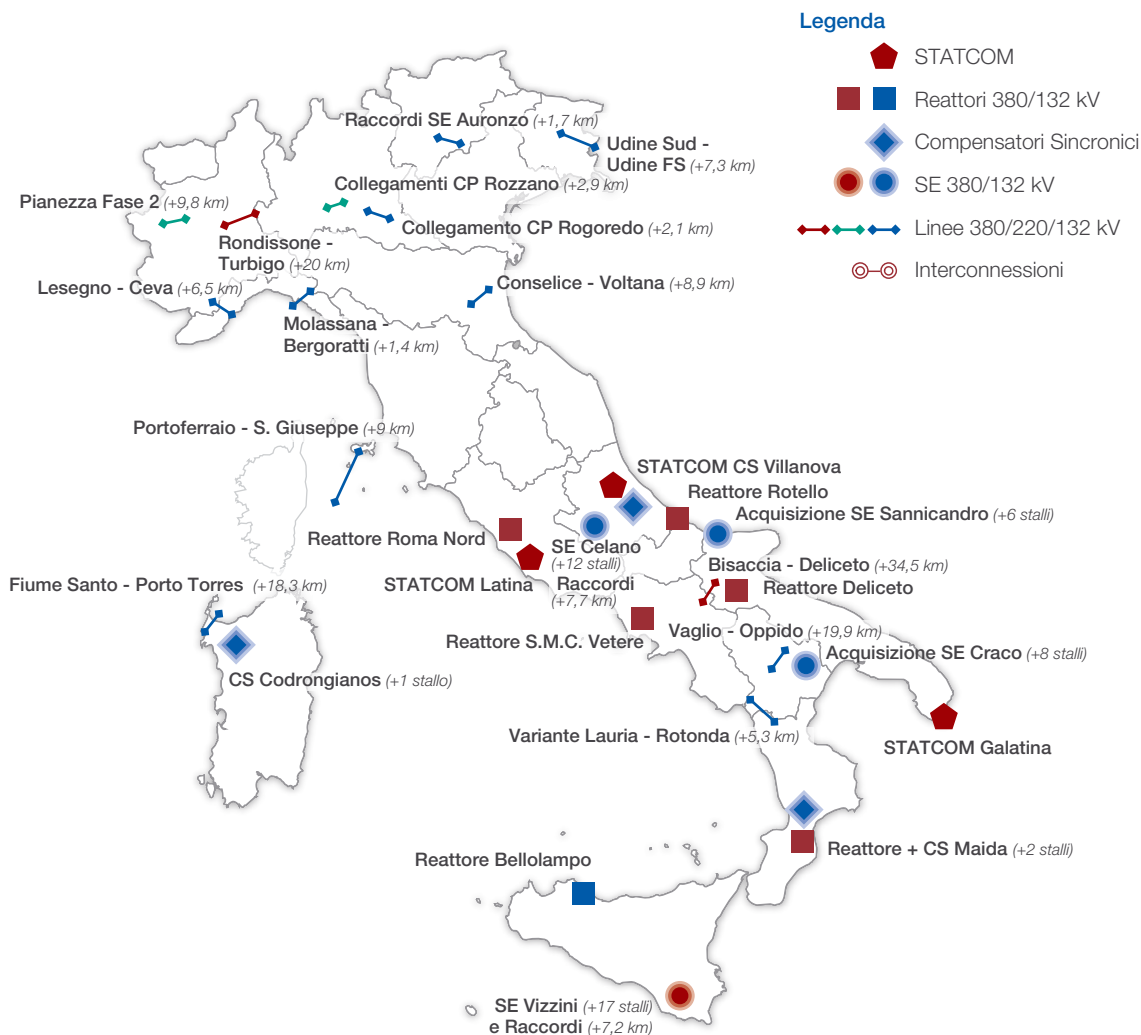 Legenda
STATCOM
Reattori 380/132 kV
Compensatori Sincronici
SE 380/132 kV
Linee 380/220/132 kV
Interconnessioni
Raccordi SE Auronzo (+1,7 km)
Udine Sud -
Udine FS (+7,3 km)
Collegamenti CP Rozzano (+2,9 km)
Pianezza Fase 2 (+9,8 km)
Collegamento CP Rogoredo (+2,1 km)
Rondissone -
Turbigo (+20 km)
Lesegno - Ceva (+6,5 km)
Conselice - Voltana (+8,9 km)
Molassana -
Bergoratti (+1,4 km)
Portoferraio - S. Giuseppe (+9 km)
STATCOM CS Villanova
Reattore Rotello
Acquisizione SE Sannicandro (+6 stalli)
Reattore Roma Nord
SE Celano
(+12 stalli)
Raccordi
(+7,7 km)
Bisaccia - Deliceto (+34,5 km)
Reattore Deliceto
STATCOM Latina
Fiume Santo - Porto Torres (+18,3 km)
Reattore S.M.C. Vetere
Vaglio - Oppido (+19,9 km)
Acquisizione SE Craco (+8 stalli)
CS Codrongianos (+1 stallo)
Variante Lauria - Rotonda (+5,3 km)
STATCOM Galatina
Reattore + CS Maida (+2 stalli)
Reattore Bellolampo
SE Vizzini (+17 stalli)
e Raccordi (+7,2 km)